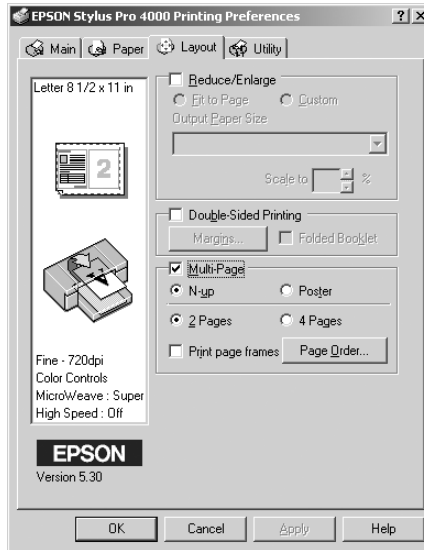 EPSON Stylus Pro 4000 Printing Preferences
Main Paper Layout Utility
Letter 8 1/2 x 11 in
2
Fine - 720dpi
Color Controls
MicroWeave : Super
High Speed : Off
EPSON
Version 5.30
Reduce/Enlarge
Fit to Page Custom
Output Paper Size
Scale to %
Double-Sided Printing
Margins... Folded Booklet
Multi-Page
N-up Poster
2 Pages 4 Pages
Print page frames Page Order...
OK Cancel Apply Help